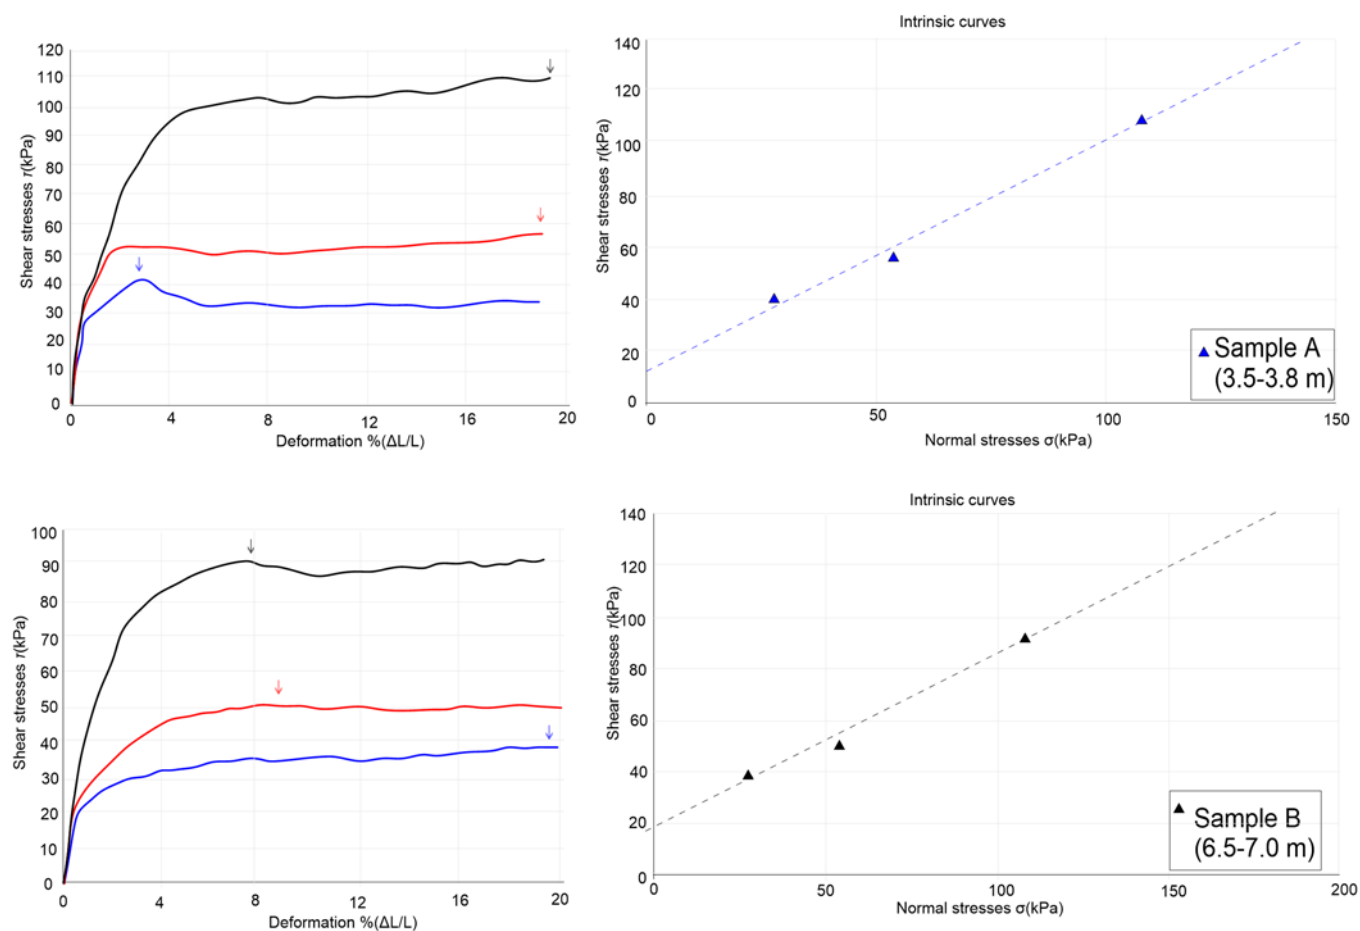 Intrinsic curves
120
110
100
90
80
70
60
50
40
30
20
10
0
Shear stresses τ(kPa)
0 4 8 12 16 20
Deformation %(ΔL/L)
140
120
100
80
60
40
20
0
Shear stresses τ(kPa)
Sample A
(3.5-3.8 m)
0 50 100 150
Normal stresses σ(kPa)
Intrinsic curves
100
90
80
70
60
50
40
30
20
10
0
Shear stresses τ(kPa)
0 4 8 12 16 20
Deformation %(ΔL/L)
140
120
100
80
60
40
20
0
Shear stresses τ(kPa)
Sample B
(6.5-7.0 m)
0 50 100 150 200
Normal stresses σ(kPa)